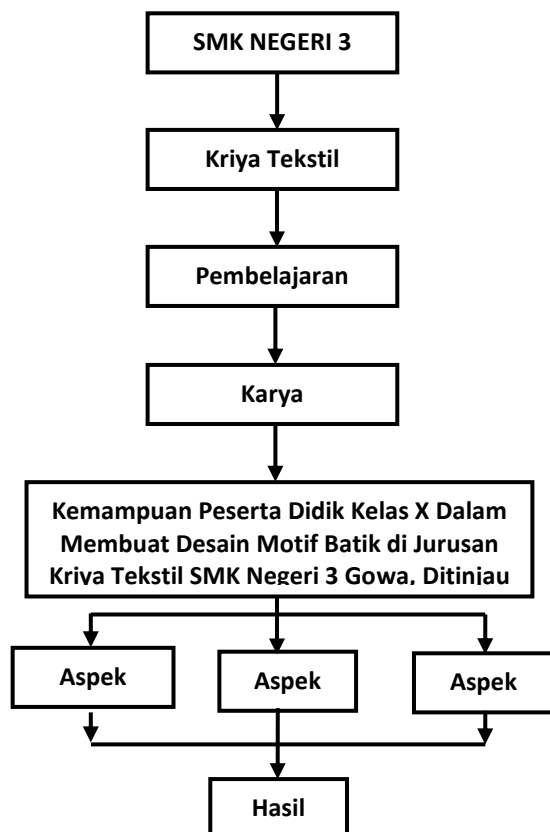 SMK NEGERI 3
Kriya Tekstil
Pembelajaran
Karya
Kemampuan Peserta Didik Kelas X Dalam
Membuat Desain Motif Batik di Jurusan
Kriya Tekstil SMK Negeri 3 Gowa, Ditinjau
Aspek
Aspek
Aspek
Hasil